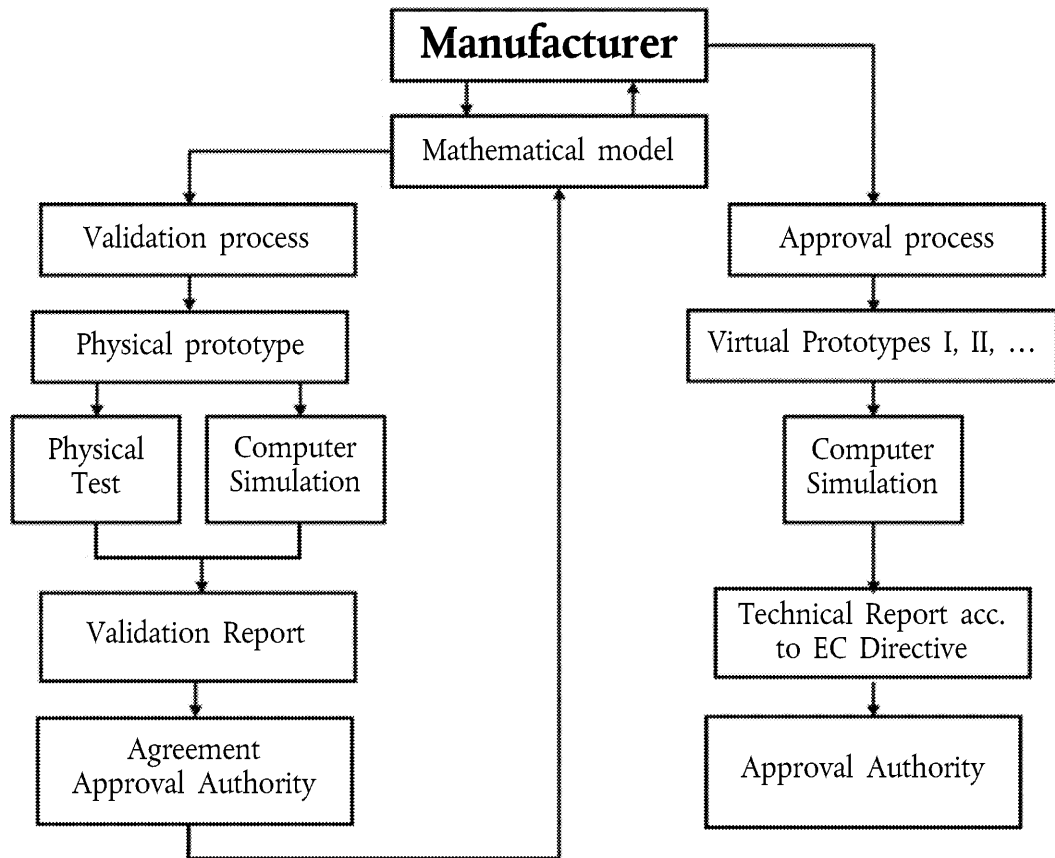 Manufacturer
Mathematical model
Validation process
Approval process
Physical prototype
Virtual Prototypes I, II, ...
Physical
Test
Computer
Simulation
Computer
Simulation
Validation Report
Technical Report acc.
to EC Directive
Agreement
Approval Authority
Approval Authority